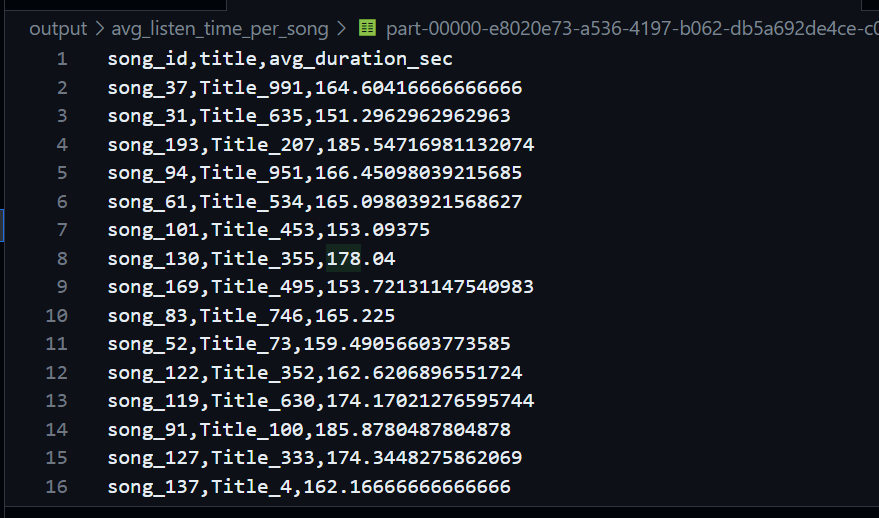 output > avg_listen_time_per_song > part-00000-e8020e73-a536-4197-b062-db5a692de4ce-c
1 song_id,title,avg_duration_sec
2 song_37,Title_991,164.60416666666666
3 song_31,Title_635,151.2962962962963
4 song_193,Title_207,185.54716981132074
5 song_94,Title_951,166.45098039215685
6 song_61,Title_534,165.09803921568627
7 song_101,Title_453,153.09375
8 song_130,Title_355,178.04
9 song_169,Title_495,153.72131147540983
10 song_83,Title_746,165.225
11 song_52,Title_73,159.49056603773585
12 song_122,Title_352,162.6206896551724
13 song_119,Title_630,174.17021276595744
14 song_91,Title_100,185.8780487804878
15 song_127,Title_333,174.3448275862069
16 song_137,Title_4,162.16666666666666